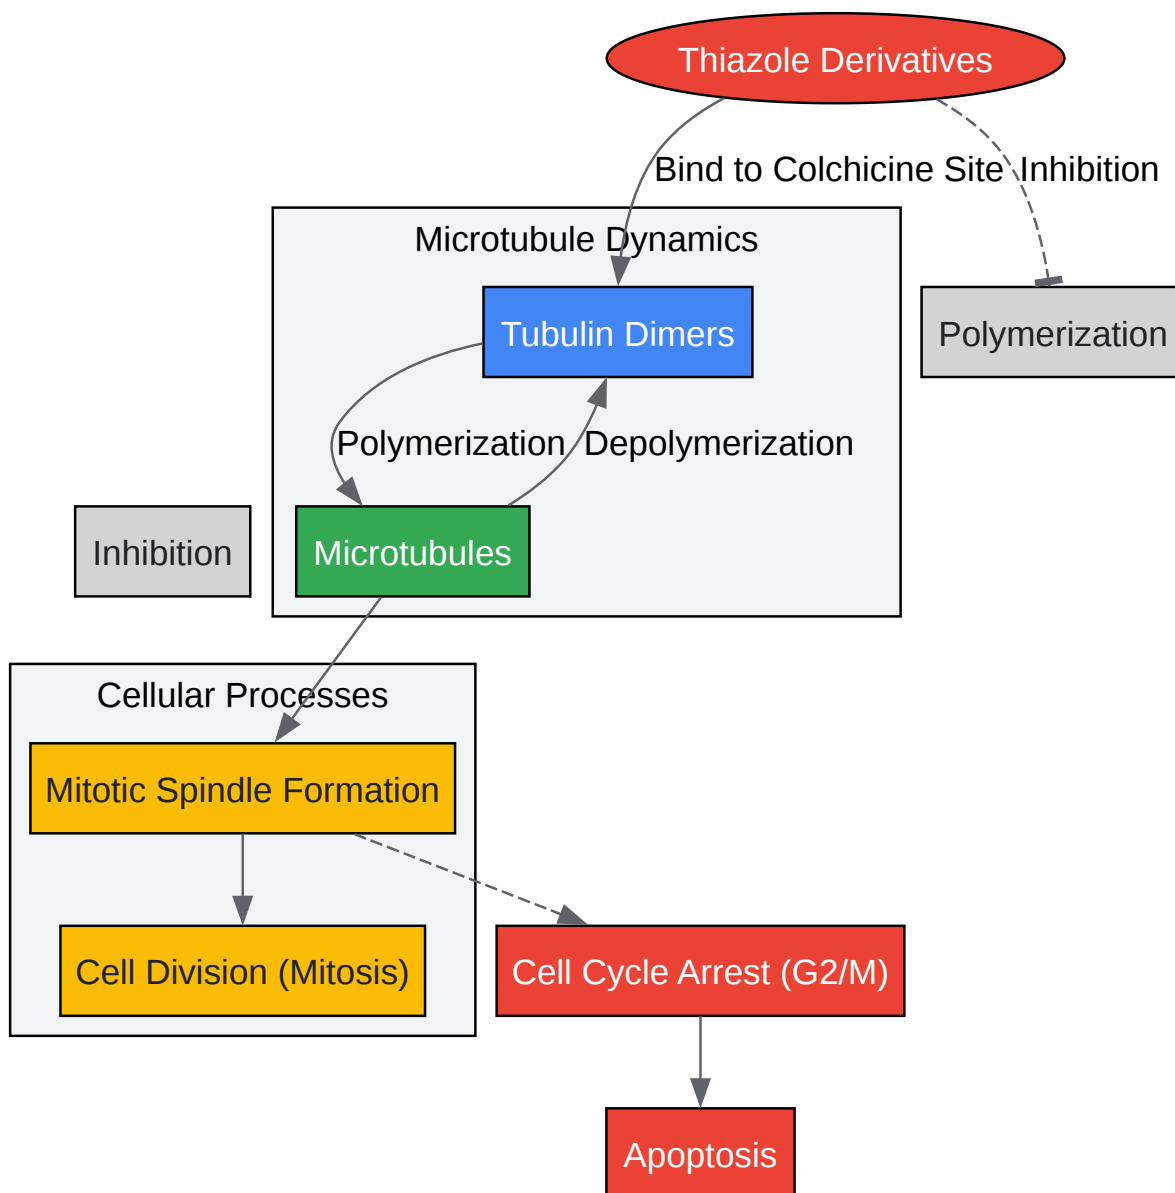 Thiazole Derivatives
Bind to Colchicine Site
Inhibition
Microtubule Dynamics
Tubulin Dimers
Polymerization
Polymerization
Depolymerization
Inhibition
Microtubules
Cellular Processes
Mitotic Spindle Formation
Cell Division (Mitosis)
Cell Cycle Arrest (G2/M)
Apoptosis